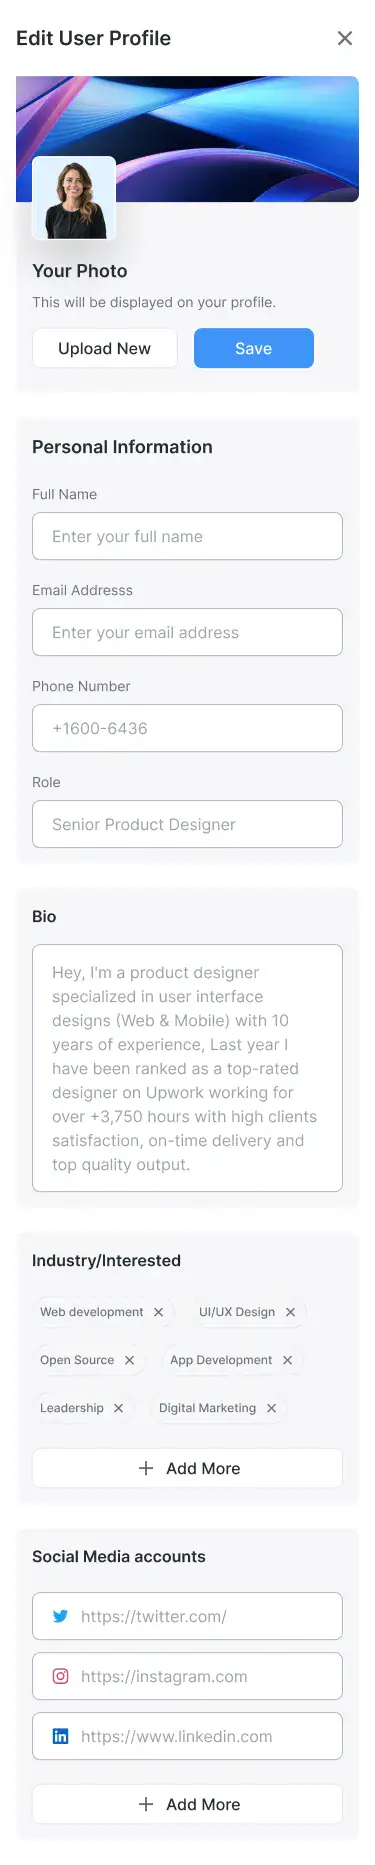 Edit User Profile
Your Photo
This will be displayed on your profile.
Upload New
Save
Personal Information
Full Name
Enter your full name
Email Addresss
Enter your email address
Phone Number
+1600-6436
Role
Senior Product Designer
Bio
Hey, I'm a product designer
specialized in user interface
designs (Web & Mobile) with 10
years of experience, Last year I
have been ranked as a top-rated
designer on Upwork working for
over +3,750 hours with high clients
satisfaction, on-time delivery and
top quality output.
Industry/Interested
Web development
UI/UX Design
Open Source
App Development
Leadership
Digital Marketing
Add More
Social Media accounts
https://twitter.com/
https://instagram.com
https://www.linkedin.com
Add More